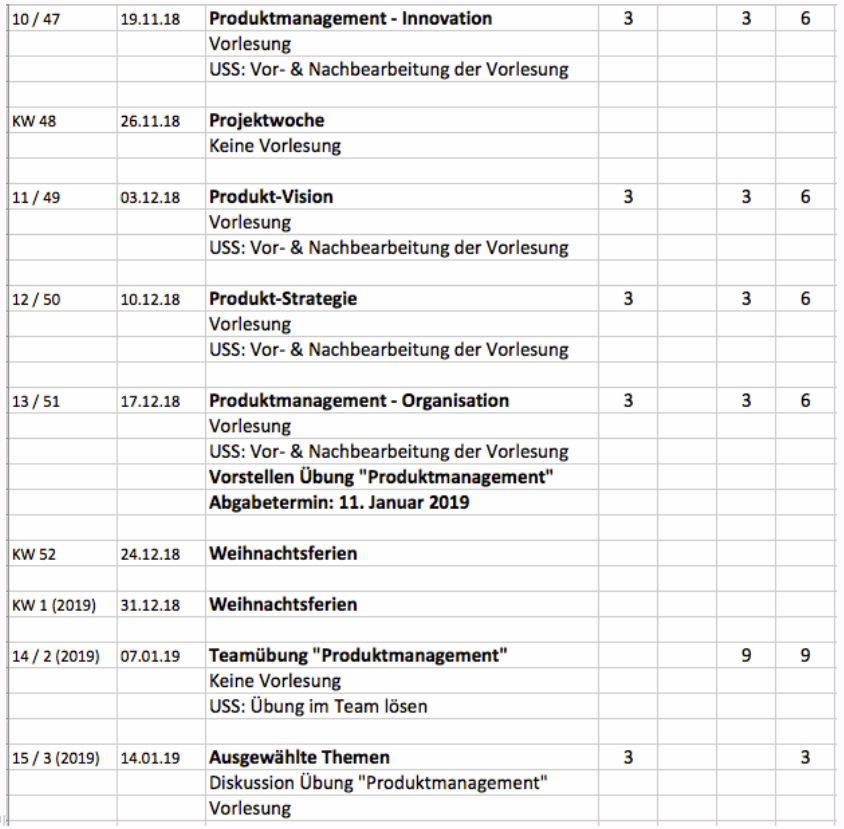 10 / 47 19.11.18 Produktmanagement - Innovation 3 3 6
Vorlesung
USS: Vor- & Nachbearbeitung der Vorlesung
KW 48 26.11.18 Projektwoche
Keine Vorlesung
11 / 49 03.12.18 Produkt-Vision 3 3 6
Vorlesung
USS: Vor- & Nachbearbeitung der Vorlesung
12 / 50 10.12.18 Produkt-Strategie 3 3 6
Vorlesung
USS: Vor- & Nachbearbeitung der Vorlesung
13 / 51 17.12.18 Produktmanagement - Organisation 3 3 6
Vorlesung
USS: Vor- & Nachbearbeitung der Vorlesung
Vorstellen Übung "Produktmanagement"
Abgabetermin: 11. Januar 2019
KW 52 24.12.18 Weihnachtsferien
KW 1 (2019) 31.12.18 Weihnachtsferien
14 / 2 (2019) 07.01.19 Teamübung "Produktmanagement" 9 9
Keine Vorlesung
USS: Übung im Team lösen
15 / 3 (2019) 14.01.19 Ausgewählte Themen 3 3
Diskussion Übung "Produktmanagement"
Vorlesung